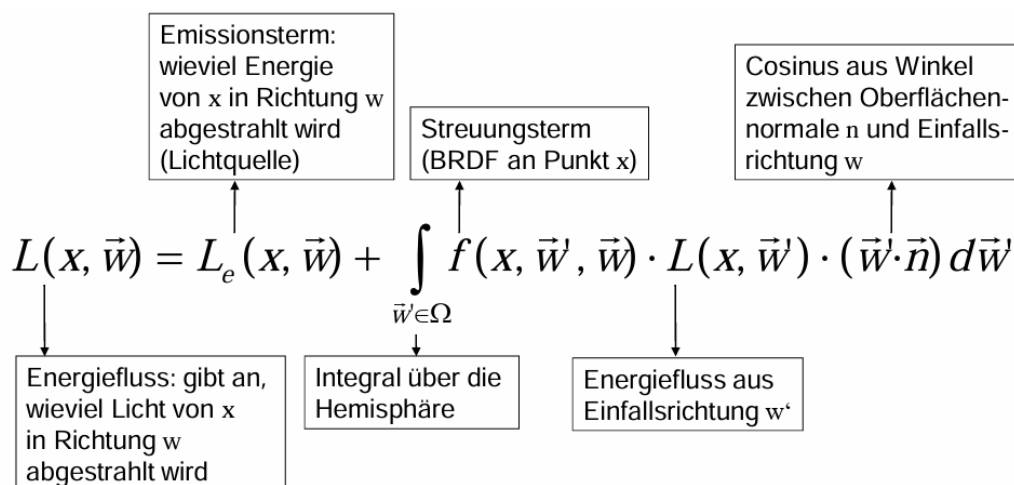 Emissionsterm:
wieviel Energie
von x in Richtung w
abgestrahlt wird
(Lichtquelle)
Streuungsterm
(BRDF an Punkt x)
Cosinus aus Winkel
zwischen Oberflächen-
normale n und Einfalls-
richtung w
L(x, w⃗) = Lₑ(x, w⃗) + ∫ f(x, w⃗', w⃗) · L(x, w⃗') · (w⃗'·n⃗) dw⃗'
w⃗'∈Ω
Energiefluss: gibt an,
wieviel Licht von x
in Richtung w
abgestrahlt wird
Integral über die
Hemisphäre
Energiefluss aus
Einfallsrichtung w‘